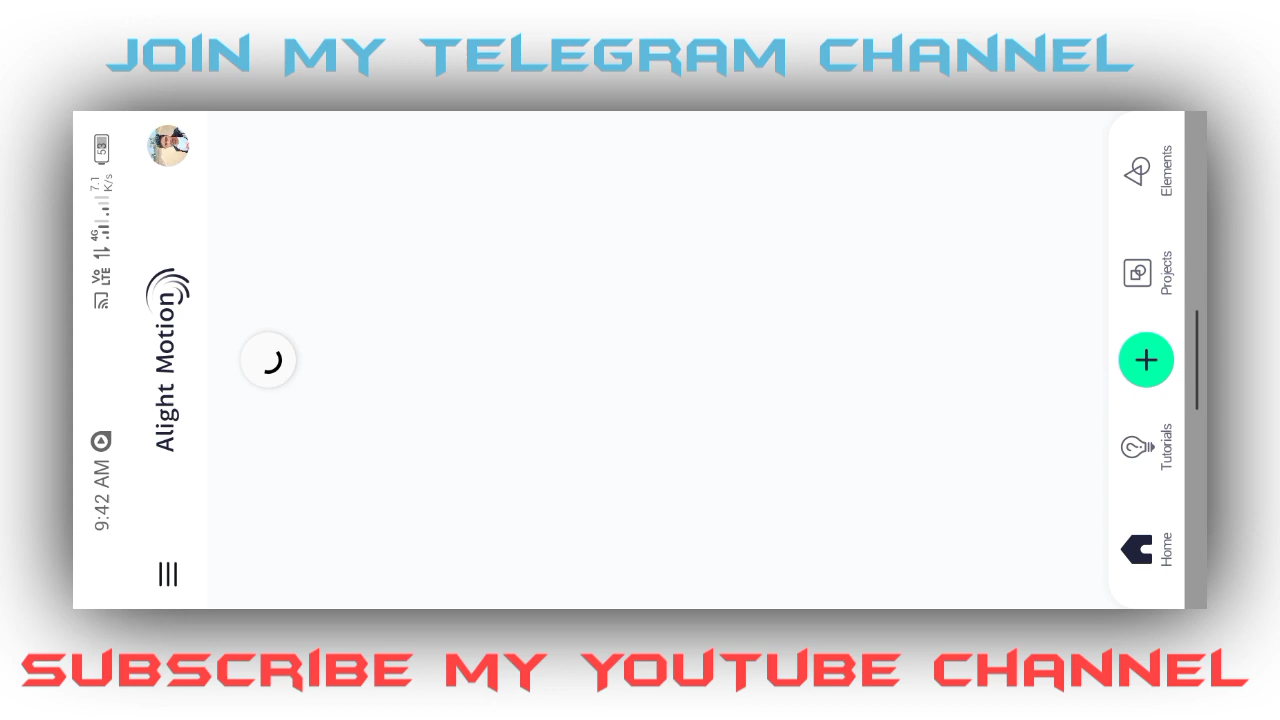 JOIN MY TELEGRAM CHANNEL
9:42 AM
Vo
LTE
4G
7.1
K/s
53
Alight Motion
Home
Tutorials
Projects
Elements
SUBSCRIBE MY YOUTUBE CHANNEL